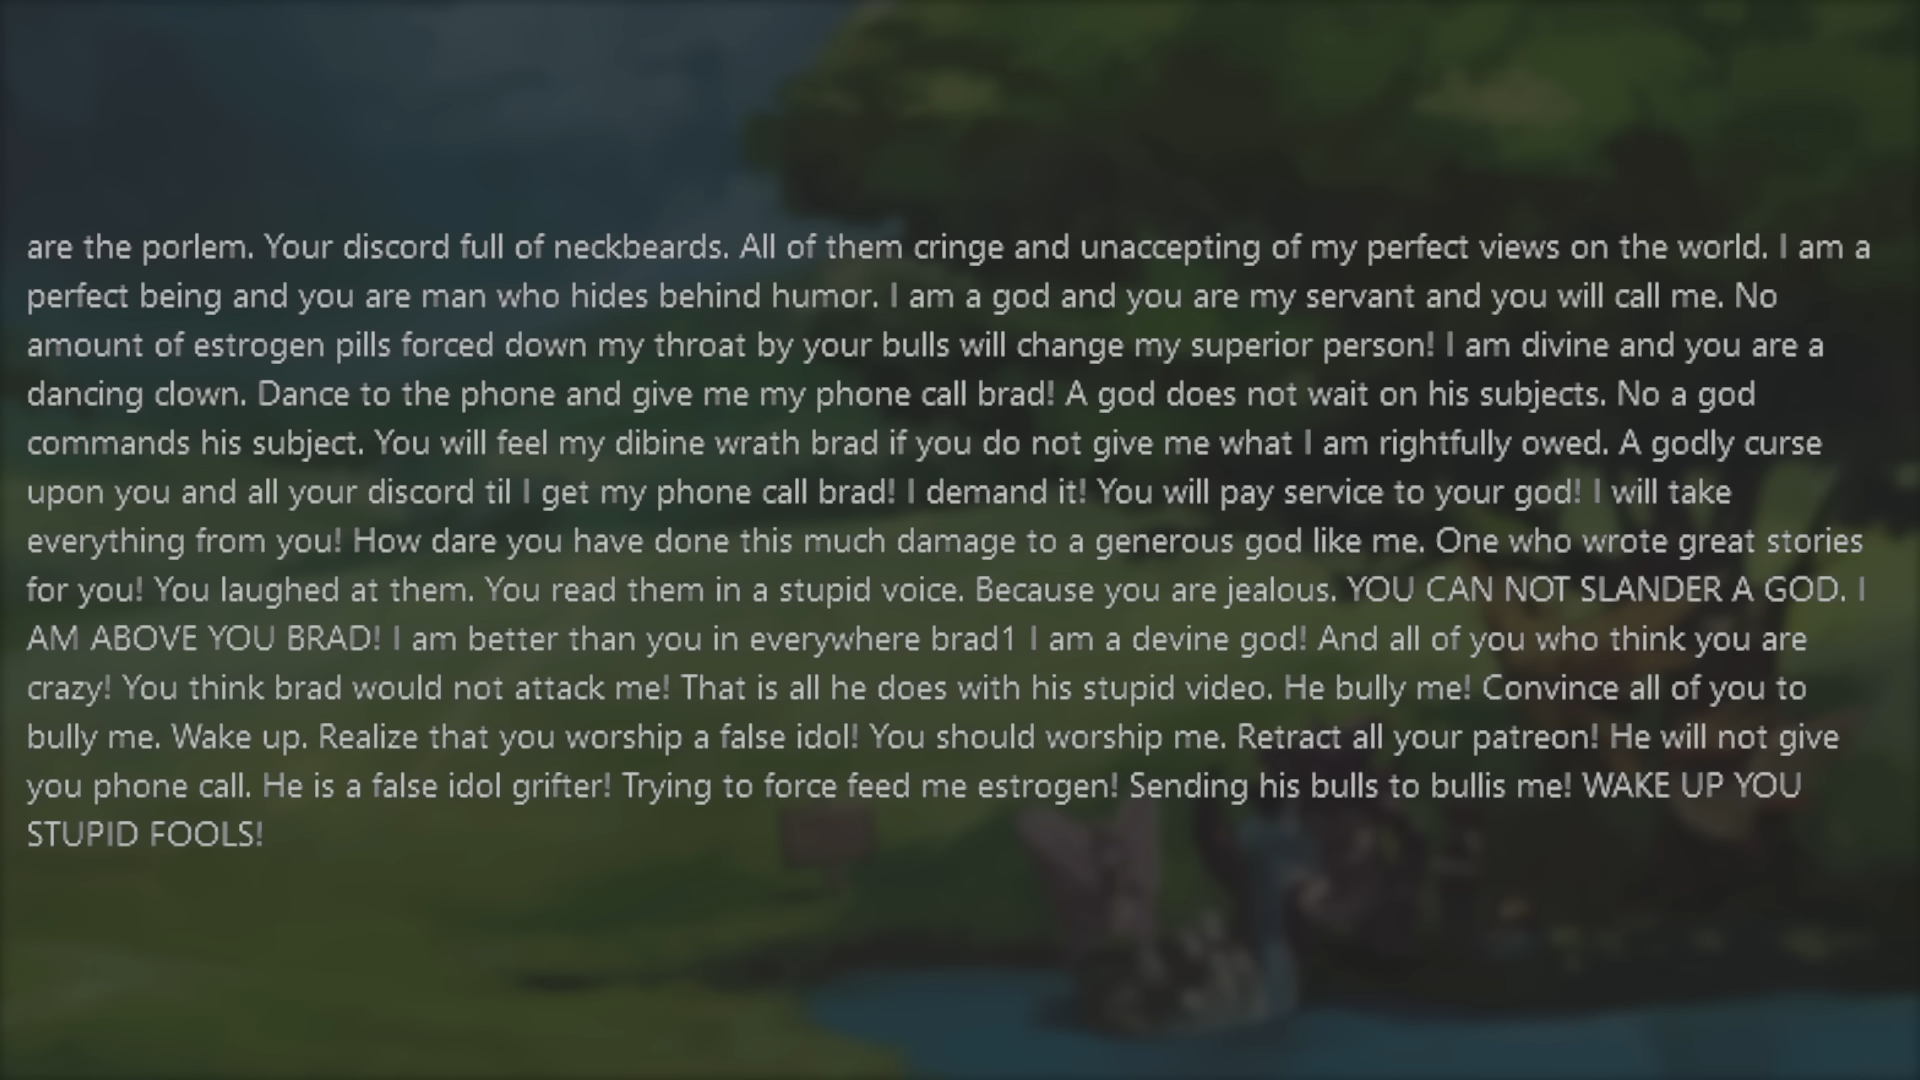 are the porlem. Your discord full of neckbeards. All of them cringe and unaccepting of my perfect views on the world. I am a
perfect being and you are man who hides behind humor. I am a god and you are my servant and you will call me. No
amount of estrogen pills forced down my throat by your bulls will change my superior person! I am divine and you are a
dancing clown. Dance to the phone and give me my phone call brad! A god does not wait on his subjects. No a god
commands his subject. You will feel my dibine wrath brad if you do not give me what I am rightfully owed. A godly curse
upon you and all your discord til I get my phone call brad! I demand it! You will pay service to your god! I will take
everything from you! How dare you have done this much damage to a generous god like me. One who wrote great stories
for you! You laughed at them. You read them in a stupid voice. Because you are jealous. YOU CAN NOT SLANDER A GOD. I
AM ABOVE YOU BRAD! I am better than you in everywhere brad1 I am a devine god! And all of you who think you are
crazy! You think brad would not attack me! That is all he does with his stupid video. He bully me! Convince all of you to
bully me. Wake up. Realize that you worship a false idol! You should worship me. Retract all your patreon! He will not give
you phone call. He is a false idol grifter! Trying to force feed me estrogen! Sending his bulls to bullis me! WAKE UP YOU
STUPID FOOLS!